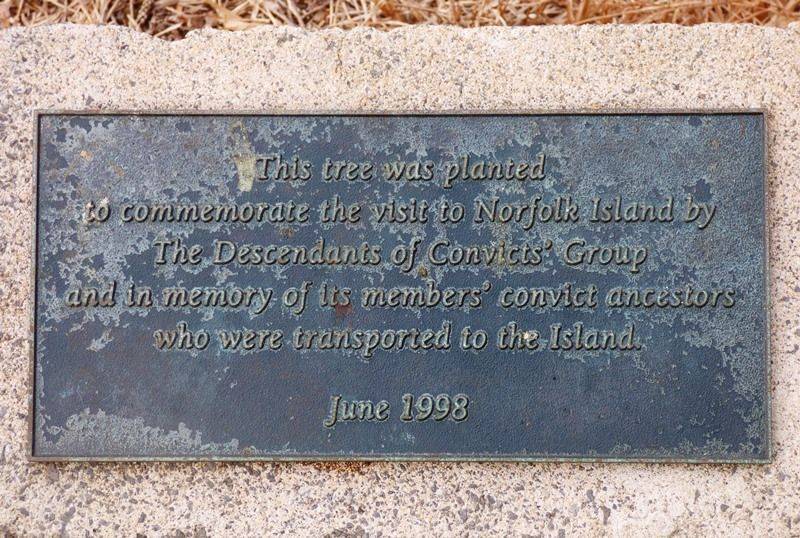 This tree was planted
to commemorate the visit to Norfolk Island by
The Descendants of Convicts' Group
and in memory of its members' convict ancestors
who were transported to the Island.
June 1998